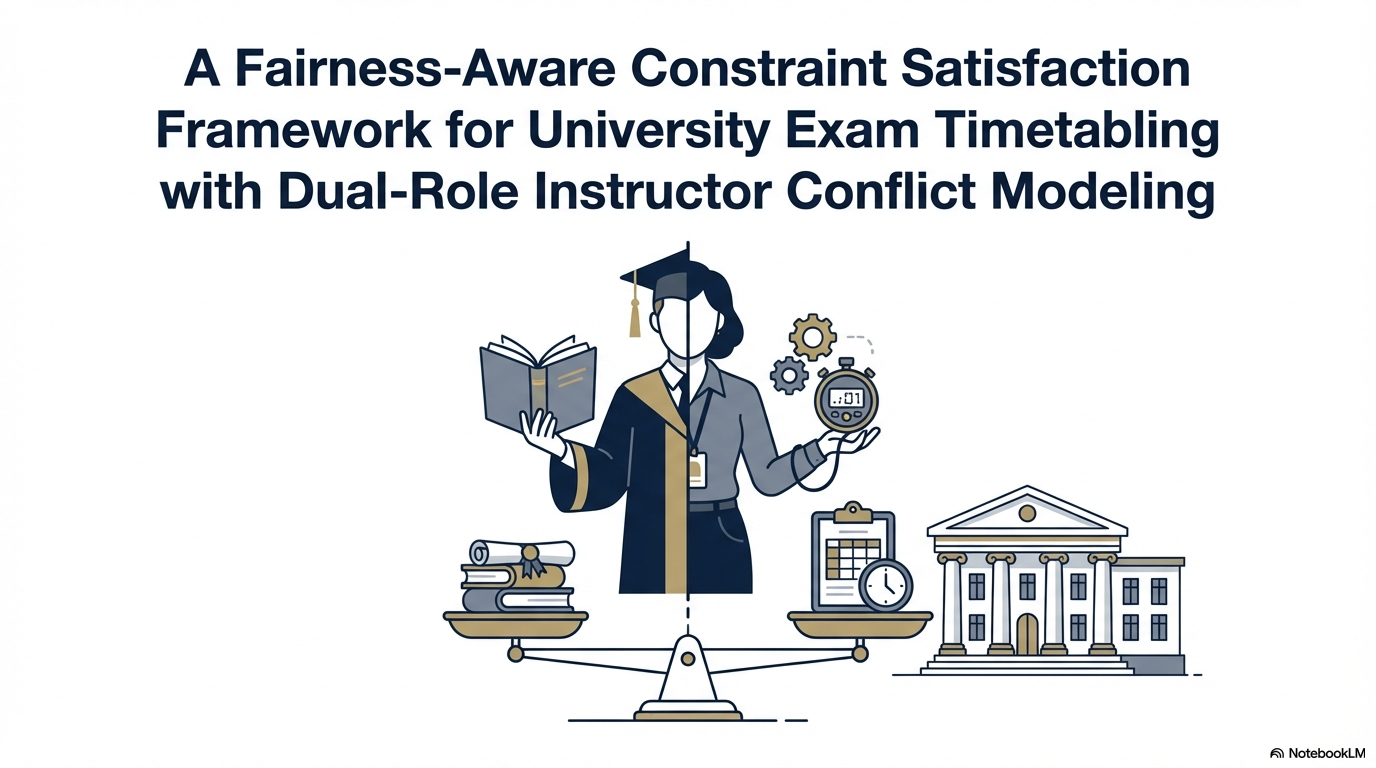 A Fairness-Aware Constraint Satisfaction
Framework for University Exam Timetabling
with Dual-Role Instructor Conflict Modeling
NotebookLM